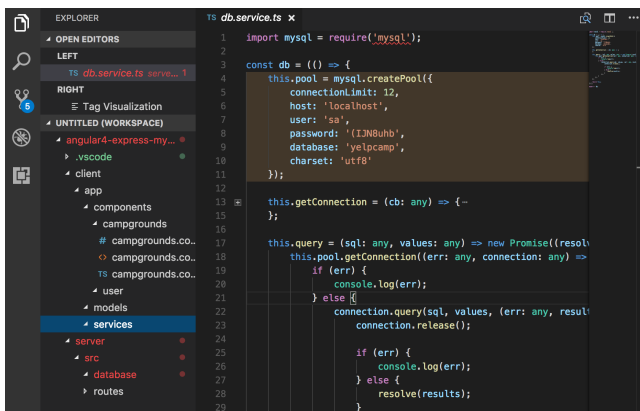 EXPLORER
OPEN EDITORS
LEFT
TS db.service.ts serve... 1
RIGHT
Tag Visualization
UNTITLED (WORKSPACE)
angular4-express-my...
.vscode
client
app
components
campgrounds
# campgrounds.co...
<> campgrounds.co...
TS campgrounds.co...
user
models
services
server
src
database
routes
5
TS db.service.ts ×
1 import mysql = require('mysql');
2
3 const db = (() => {
4 this.pool = mysql.createPool({
5 connectionLimit: 12,
6 host: 'localhost',
7 user: 'sa',
8 password: '(IJN8uhb',
9 database: 'yelpcamp',
10 charset: 'utf8'
11 });
12
13 this.getConnection = (cb: any) => {⋯
15 };
16
17 this.query = (sql: any, values: any) => new Promise((resolv
18 this.pool.getConnection((err: any, connection: any) =>
19 if (err) {
20 console.log(err);
21 } else {
22 connection.query(sql, values, (err: any, result
23 connection.release();
24
25 if (err) {
26 console.log(err);
27 } else {
28 resolve(results);
29 }